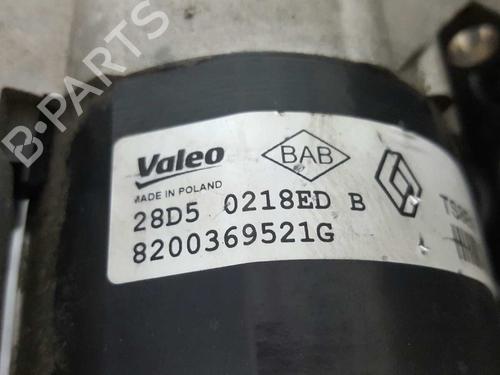 B-PARTS
Valeo
BAB
MADE IN POLAND
28D5 0218ED B
8200369521G